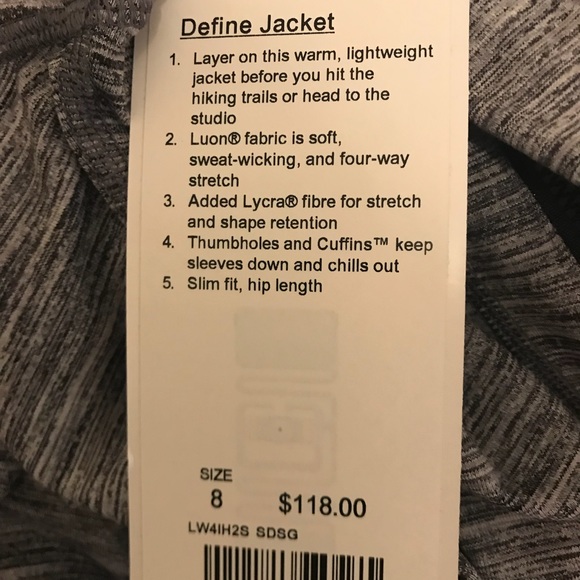 Define Jacket
1. Layer on this warm, lightweight
jacket before you hit the
hiking trails or head to the
studio
2. Luon® fabric is soft,
sweat-wicking, and four-way
stretch
3. Added Lycra® fibre for stretch
and shape retention
4. Thumbholes and Cuffins™ keep
sleeves down and chills out
5. Slim fit, hip length
SIZE
8 $118.00
LW4IH2S SDSG